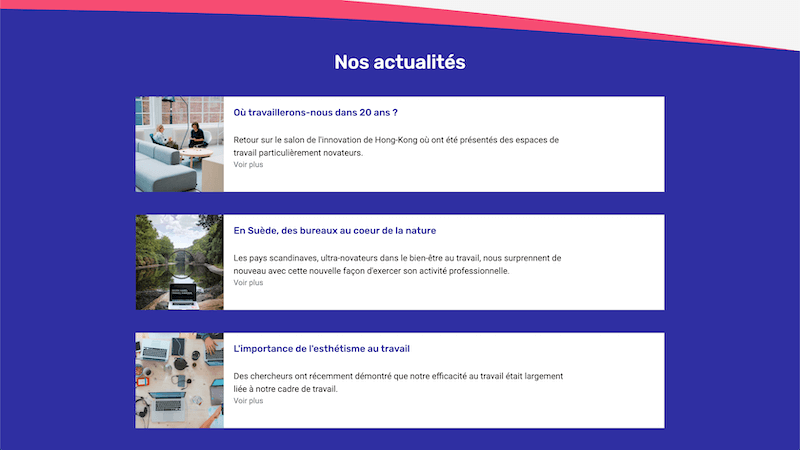 Nos actualités
Où travaillerons-nous dans 20 ans ?
Retour sur le salon de l'innovation de Hong-Kong où ont été présentés des espaces de
travail particulièrement novateurs.
Voir plus
En Suède, des bureaux au coeur de la nature
Les pays scandinaves, ultra-novateurs dans le bien-être au travail, nous surprennent de
nouveau avec cette nouvelle façon d'exercer son activité professionnelle.
Voir plus
L'importance de l'esthétisme au travail
Des chercheurs ont récemment démontré que notre efficacité au travail était largement
liée à notre cadre de travail.
Voir plus